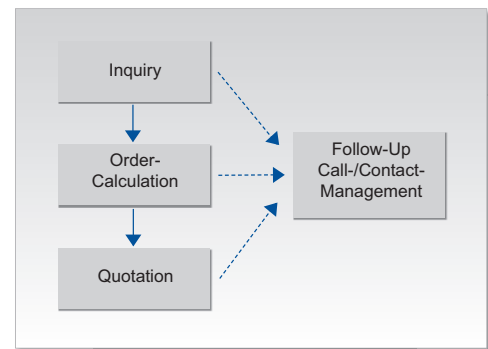 Inquiry
Order-
Calculation
Quotation
Follow-Up
Call-/Contact-
Management